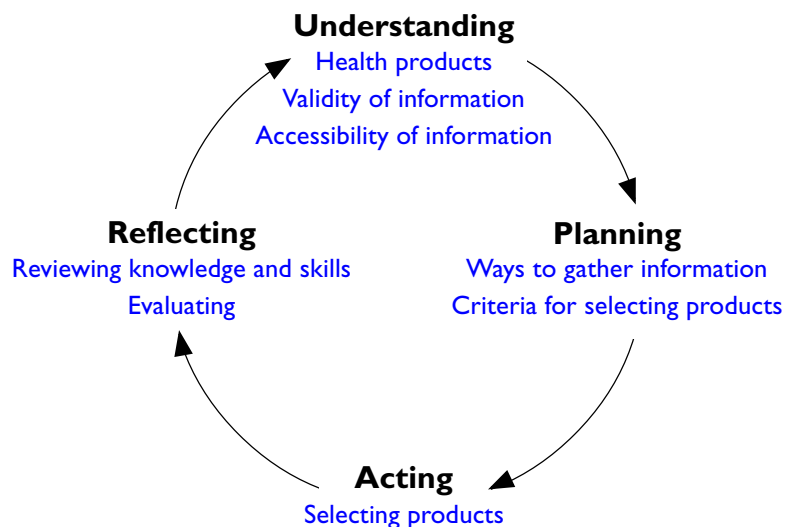 Understanding
Health products
Validity of information
Accessibility of information
Reflecting
Reviewing knowledge and skills
Evaluating
Planning
Ways to gather information
Criteria for selecting products
Acting
Selecting products